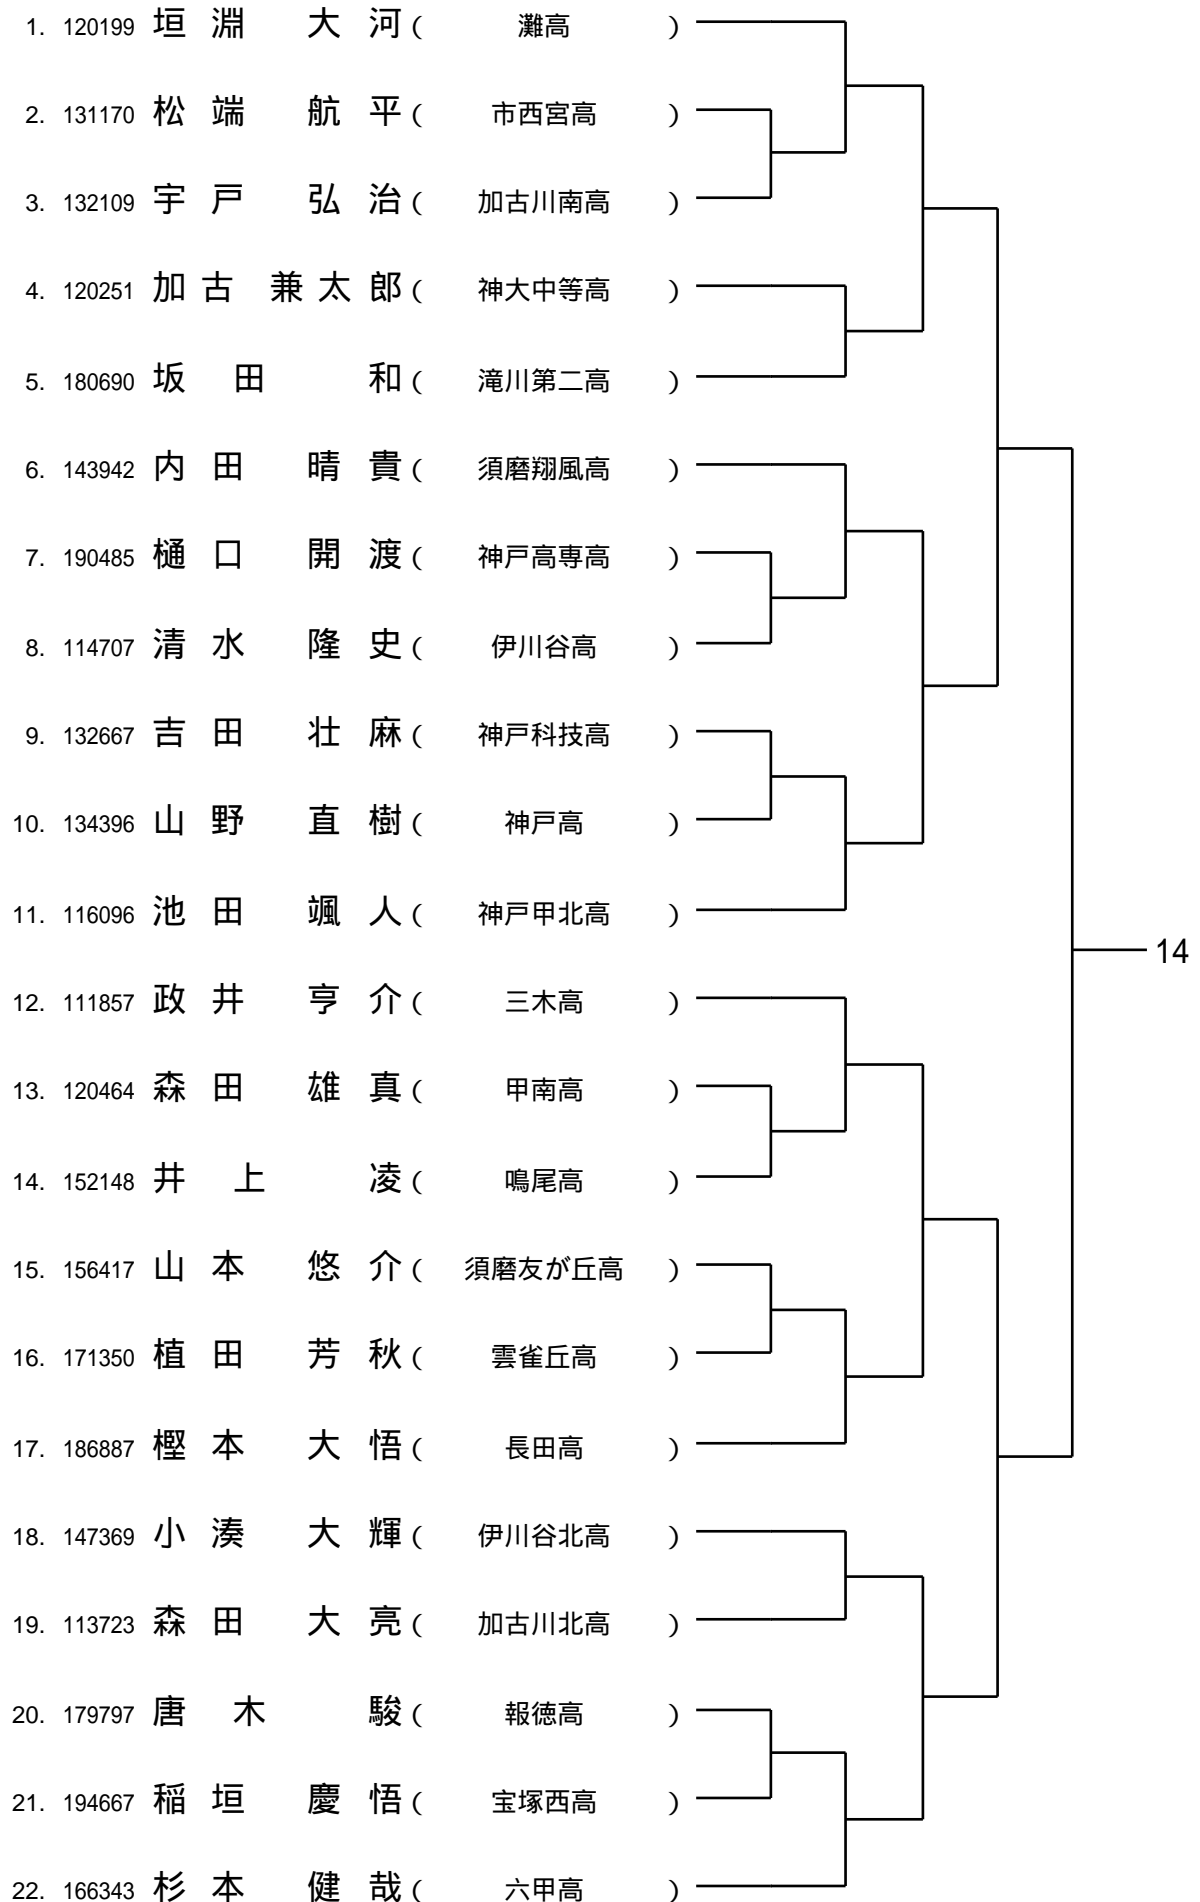 1. 120199 垣淵 大河 ( 灘高 )
2. 131170 松端 航平 ( 市西宮高 )
3. 132109 宇戸 弘治 ( 加古川南高 )
4. 120251 加古 兼太郎 ( 神大中等高 )
5. 180690 坂田 和 ( 滝川第二高 )
6. 143942 内田 晴貴 ( 須磨翔風高 )
7. 190485 樋口 開渡 ( 神戸高専高 )
8. 114707 清水 隆史 ( 伊川谷高 )
9. 132667 吉田 壮麻 ( 神戸科技高 )
10. 134396 山野 直樹 ( 神戸高 )
11. 116096 池田 颯人 ( 神戸甲北高 )
14
12. 111857 政井 亨介 ( 三木高 )
13. 120464 森田 雄真 ( 甲南高 )
14. 152148 井上 凌 ( 鳴尾高 )
15. 156417 山本 悠介 ( 須磨友が丘高 )
16. 171350 植田 芳秋 ( 雲雀丘高 )
17. 186887 樫本 大悟 ( 長田高 )
18. 147369 小湊 大輝 ( 伊川谷北高 )
19. 113723 森田 大亮 ( 加古川北高 )
20. 179797 唐木 駿 ( 報徳高 )
21. 194667 稲垣 慶悟 ( 宝塚西高 )
22. 166343 杉本 健哉 ( 六甲高 )